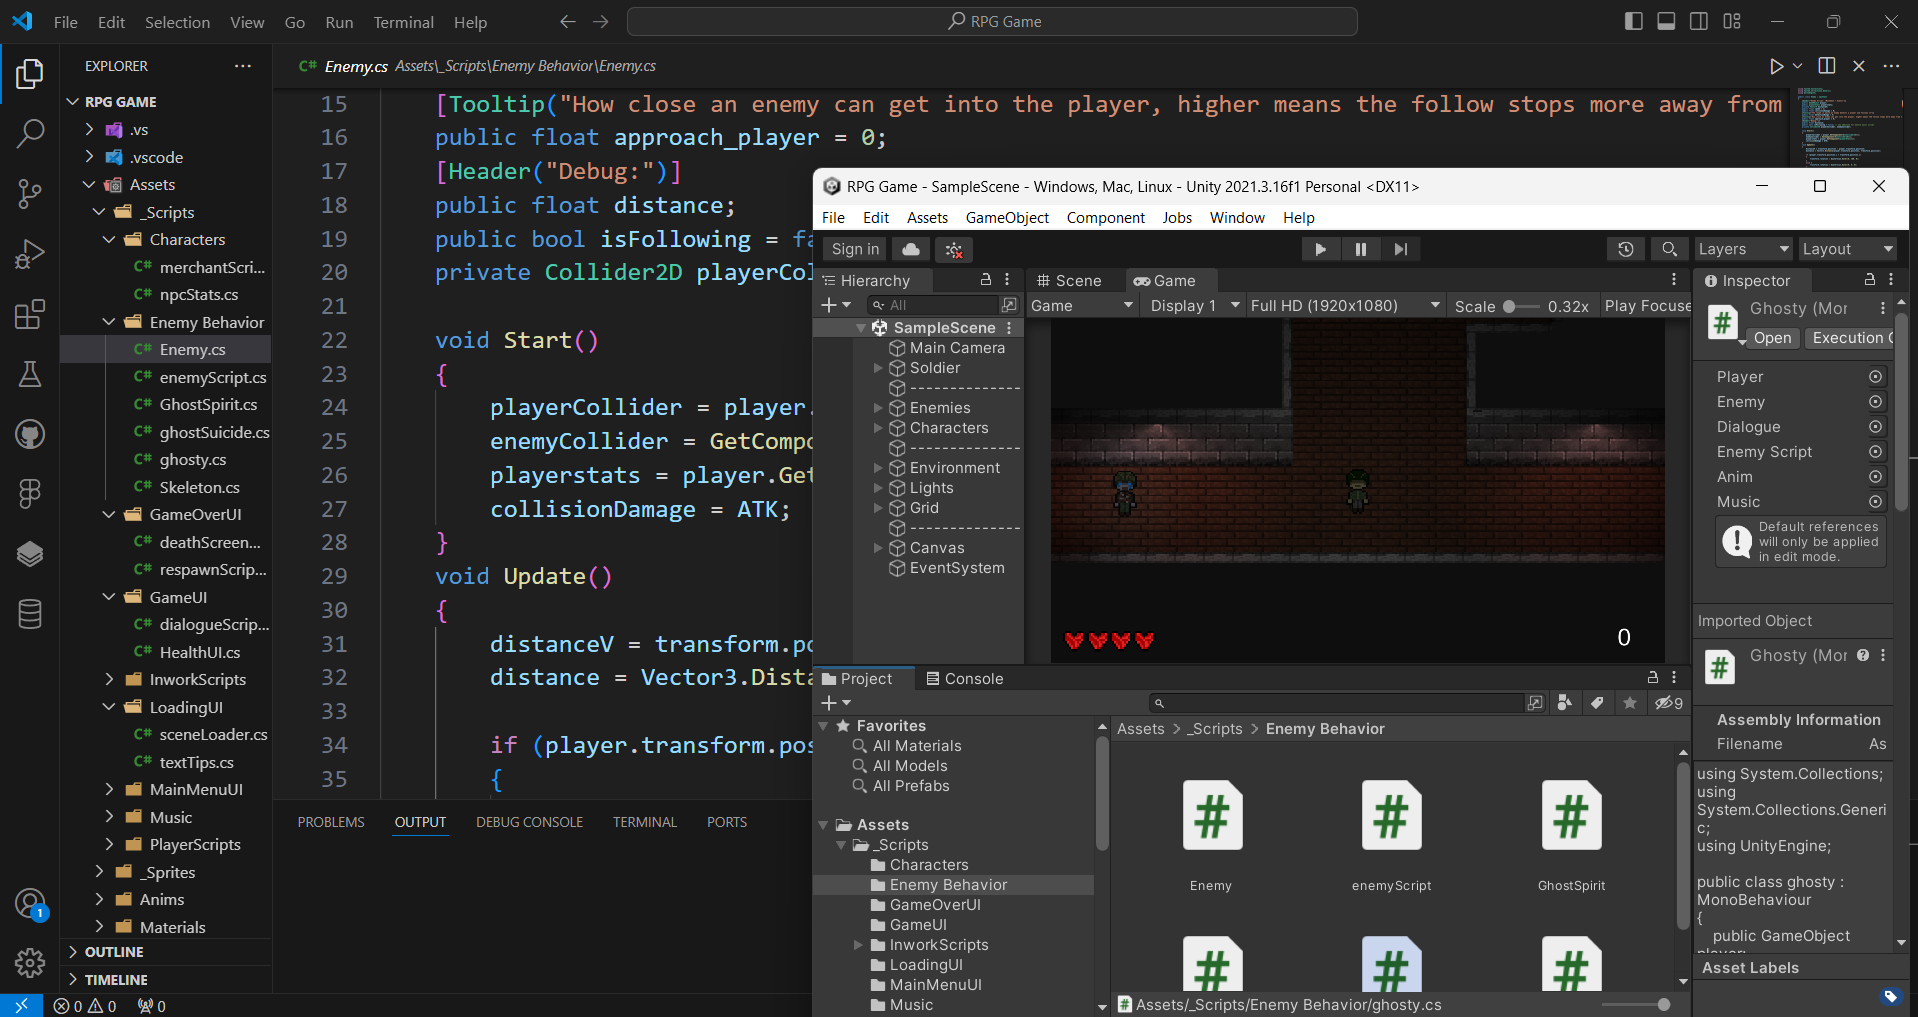 File Edit Selection View Go Run Terminal Help
RPG Game
EXPLORER
RPG GAME
.vs
.vscode
Assets
_Scripts
Characters
C# merchantScri...
C# npcStats.cs
Enemy Behavior
C# Enemy.cs
C# enemyScript.cs
C# GhostSpirit.cs
C# ghostSuicide.cs
C# ghosty.cs
C# Skeleton.cs
GameOverUI
C# deathScreen...
C# respawnScrip...
GameUI
C# dialogueScrip...
C# HealthUI.cs
InworkScripts
LoadingUI
C# sceneLoader.cs
C# textTips.cs
MainMenuUI
Music
PlayerScripts
_Sprites
Anims
Materials
OUTLINE
TIMELINE
1
0 0 0
C# Enemy.cs Assets\_Scripts\Enemy Behavior\Enemy.cs
15 [Tooltip("How close an enemy can get into the player, higher means the follow stops more away from
16 public float approach_player = 0;
17 [Header("Debug:")]
18 public float distance;
19 public bool isFollowing = fa
20 private Collider2D playerCol
21
22 void Start()
23 {
24 playerCollider = player.
25 enemyCollider = GetCompo
26 playerstats = player.Get
27 collisionDamage = ATK;
28 }
29 void Update()
30 {
31 distanceV = transform.po
32 distance = Vector3.Dista
33
34 if (player.transform.pos
35 {
PROBLEMS OUTPUT DEBUG CONSOLE TERMINAL PORTS
RPG Game - SampleScene - Windows, Mac, Linux - Unity 2021.3.16f1 Personal <DX11>
File Edit Assets GameObject Component Jobs Window Help
Sign in
Layers Layout
Hierarchy
All
SampleScene
Main Camera
Soldier
----------------
Enemies
Characters
----------------
Environment
Lights
Grid
----------------
Canvas
EventSystem
Scene Game
Game Display 1 Full HD (1920x1080) Scale 0.32x Play Focuse
0
Inspector
Ghosty (Mor
Open Execution O
Player
Enemy
Dialogue
Enemy Script
Anim
Music
Default references
will only be applied
in edit mode.
Imported Object
Ghosty (Mor
Assembly Information
Filename As
using System.Collections;
using
System.Collections.Generi
c;
using UnityEngine;
public class ghosty :
MonoBehaviour
{
public GameObject
player;
Asset Labels
Project Console
9
Favorites
All Materials
All Models
All Prefabs
Assets
_Scripts
Characters
Enemy Behavior
GameOverUI
GameUI
InworkScripts
LoadingUI
MainMenuUI
Music
Assets > _Scripts > Enemy Behavior
Enemy enemyScript GhostSpirit
Assets/_Scripts/Enemy Behavior/ghosty.cs